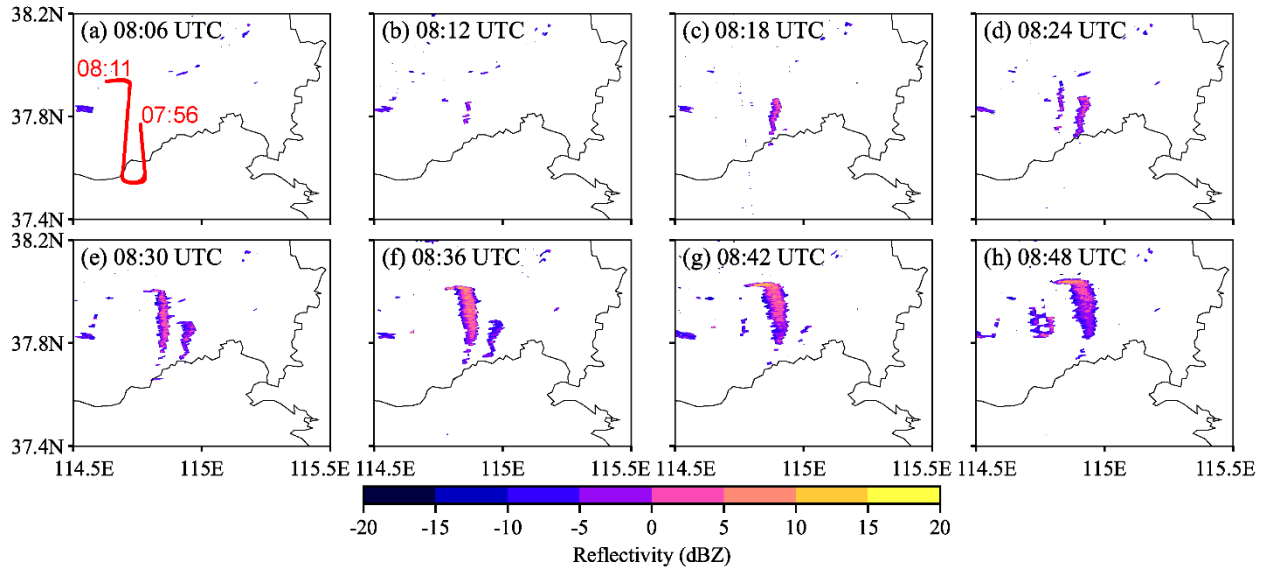 38.2N
(a) 08:06 UTC
(b) 08:12 UTC
(c) 08:18 UTC
(d) 08:24 UTC
08:11
07:56
37.8N
37.4N
38.2N
(e) 08:30 UTC
(f) 08:36 UTC
(g) 08:42 UTC
(h) 08:48 UTC
37.8N
37.4N
114.5E 115E 115.5E 114.5E 115E 115.5E 114.5E 115E 115.5E 114.5E 115E 115.5E
-20 -15 -10 -5 0 5 10 15 20
Reflectivity (dBZ)